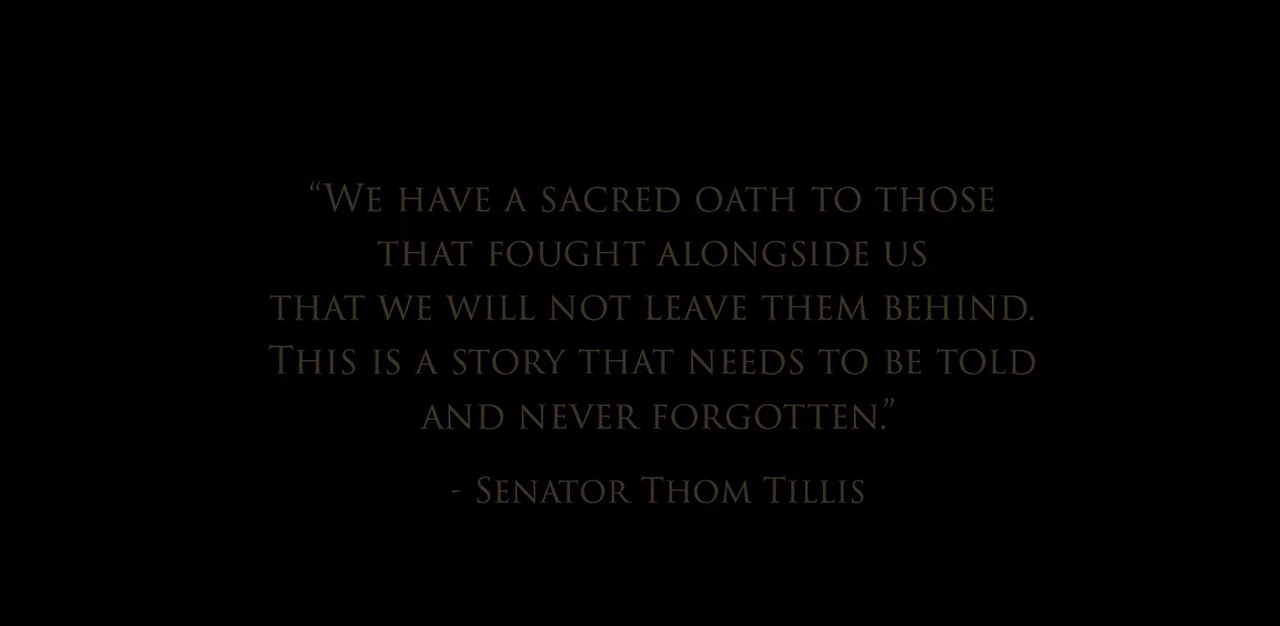 “We have a sacred oath to those
that fought alongside us
that we will not leave them behind.
This is a story that needs to be told
and never forgotten.”
- Senator Thom Tillis